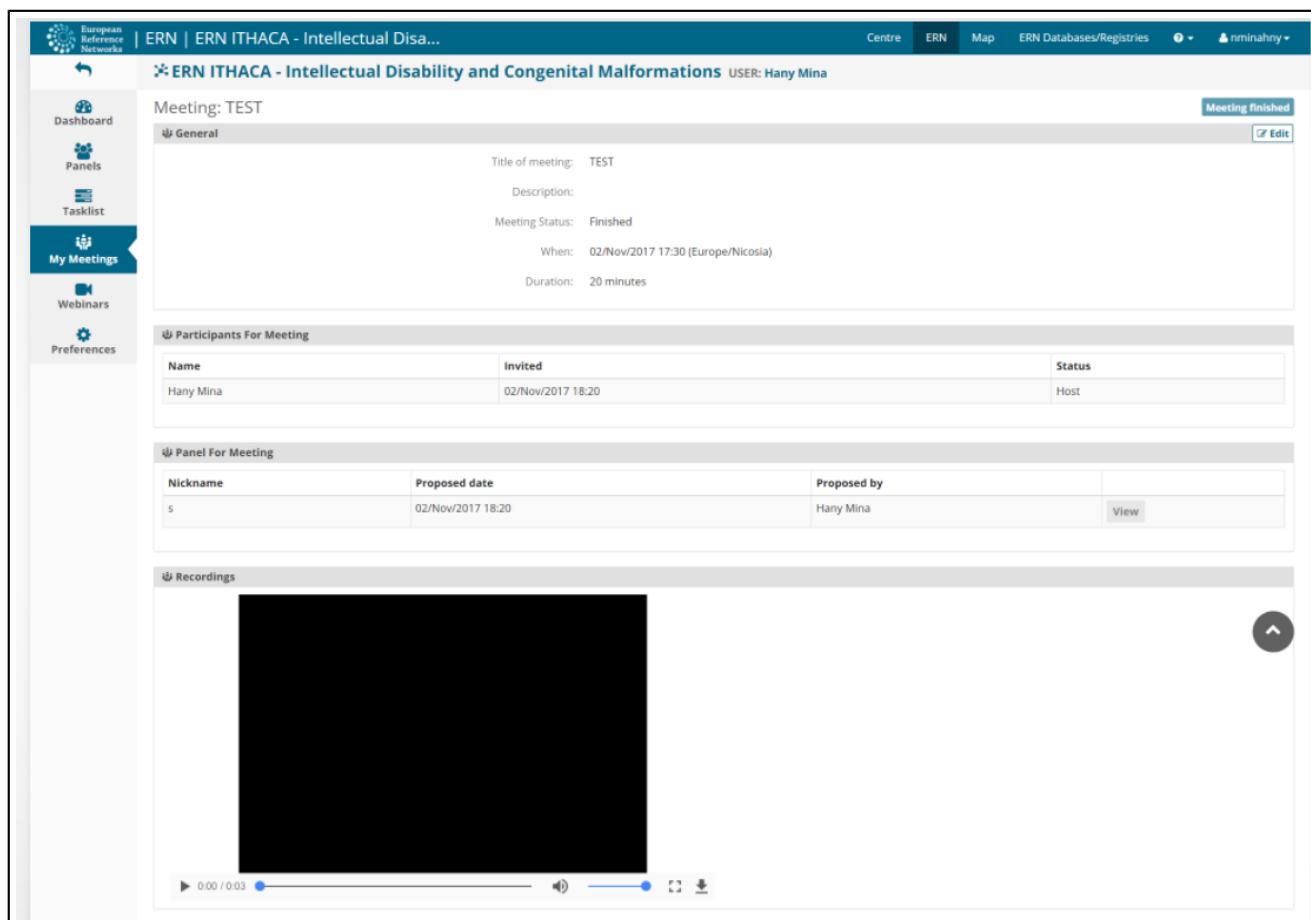 European
Reference
Networks
ERN | ERN ITHACA - Intellectual Disa...
Centre ERN Map ERN Databases/Registries nminahny
ERN ITHACA - Intellectual Disability and Congenital Malformations USER: Hany Mina
Dashboard
Panels
Tasklist
My Meetings
Webinars
Preferences
Meeting: TEST
Meeting finished
General
Edit
Title of meeting: TEST
Description:
Meeting Status: Finished
When: 02/Nov/2017 17:30 (Europe/Nicosia)
Duration: 20 minutes
Participants For Meeting
Name Invited Status
Hany Mina 02/Nov/2017 18:20 Host
Panel For Meeting
Nickname Proposed date Proposed by
s 02/Nov/2017 18:20 Hany Mina View
Recordings
0:00 / 0:03